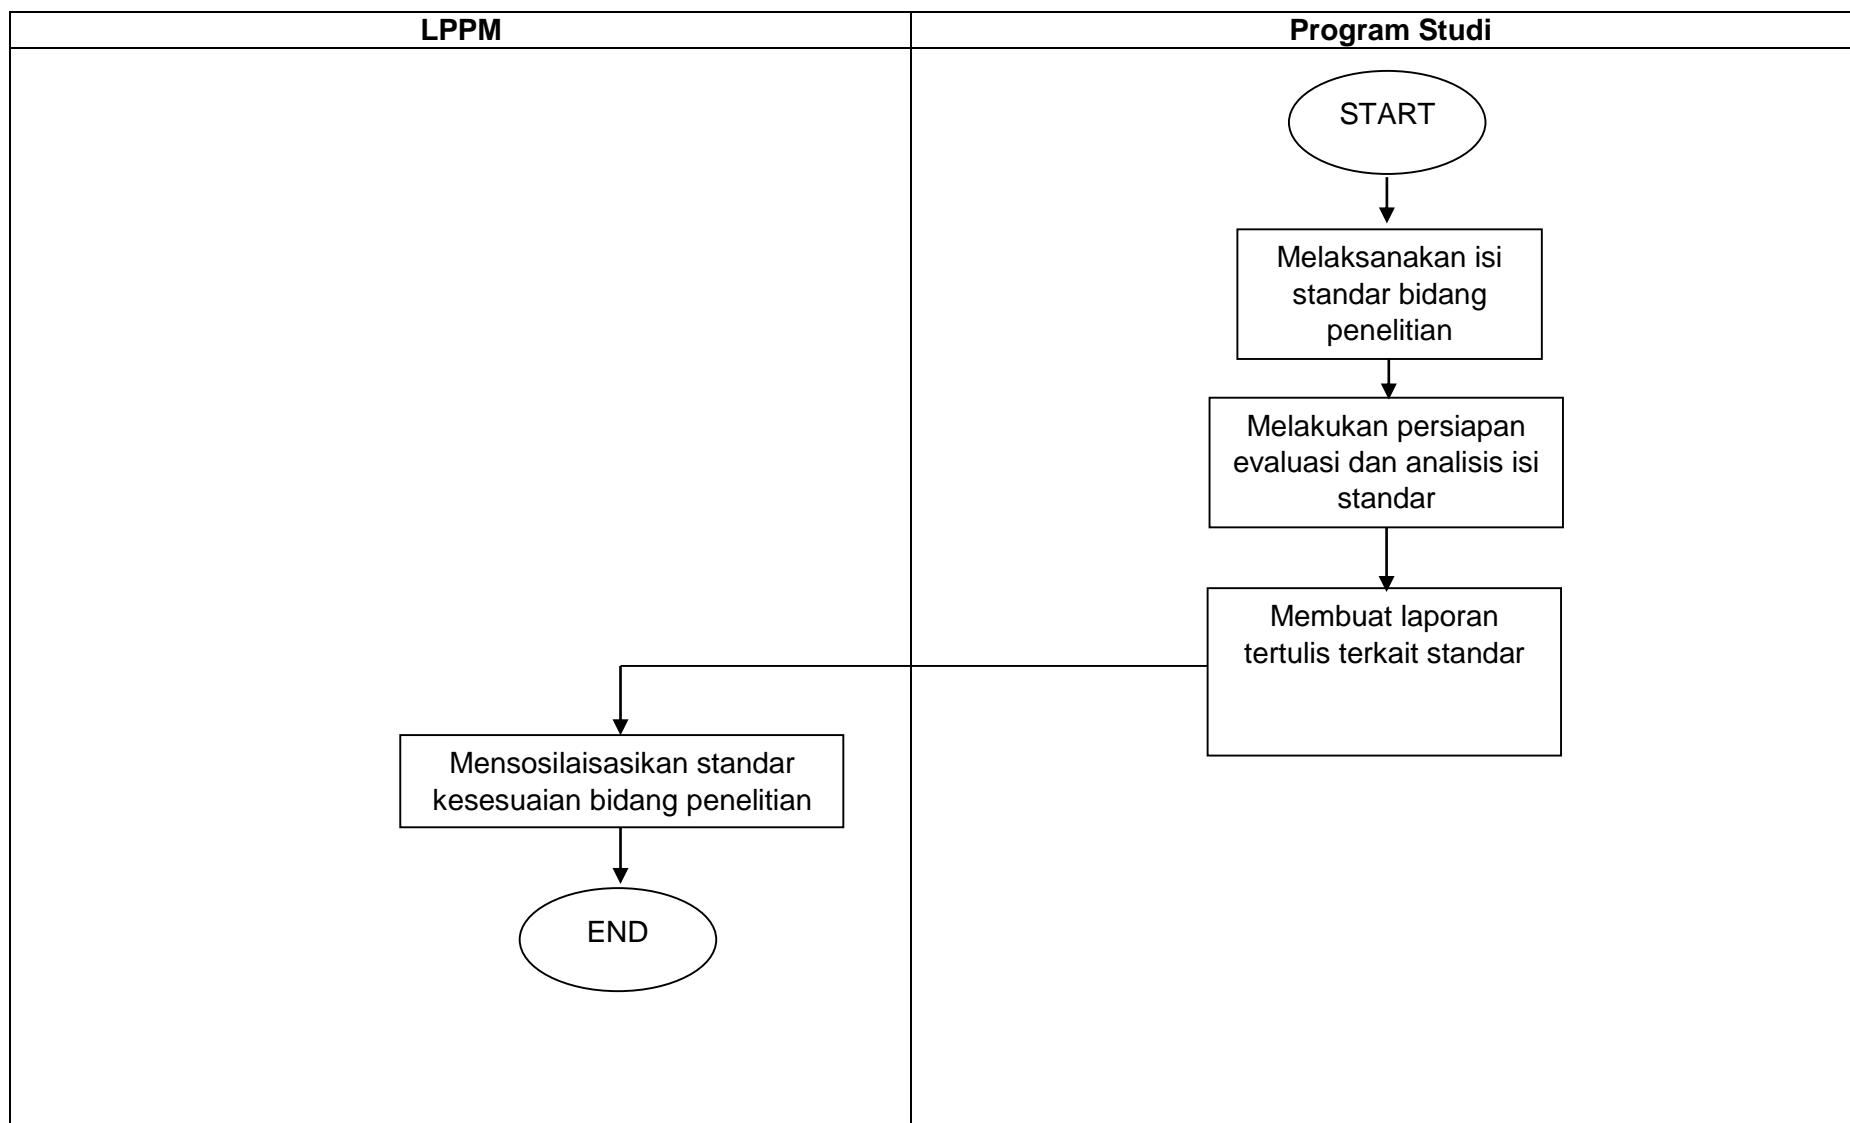 LPPM
Program Studi
START
Melaksanakan isi
standar bidang
penelitian
Melakukan persiapan
evaluasi dan analisis isi
standar
Membuat laporan
tertulis terkait standar
Mensosilaisasikan standar
kesesuaian bidang penelitian
END